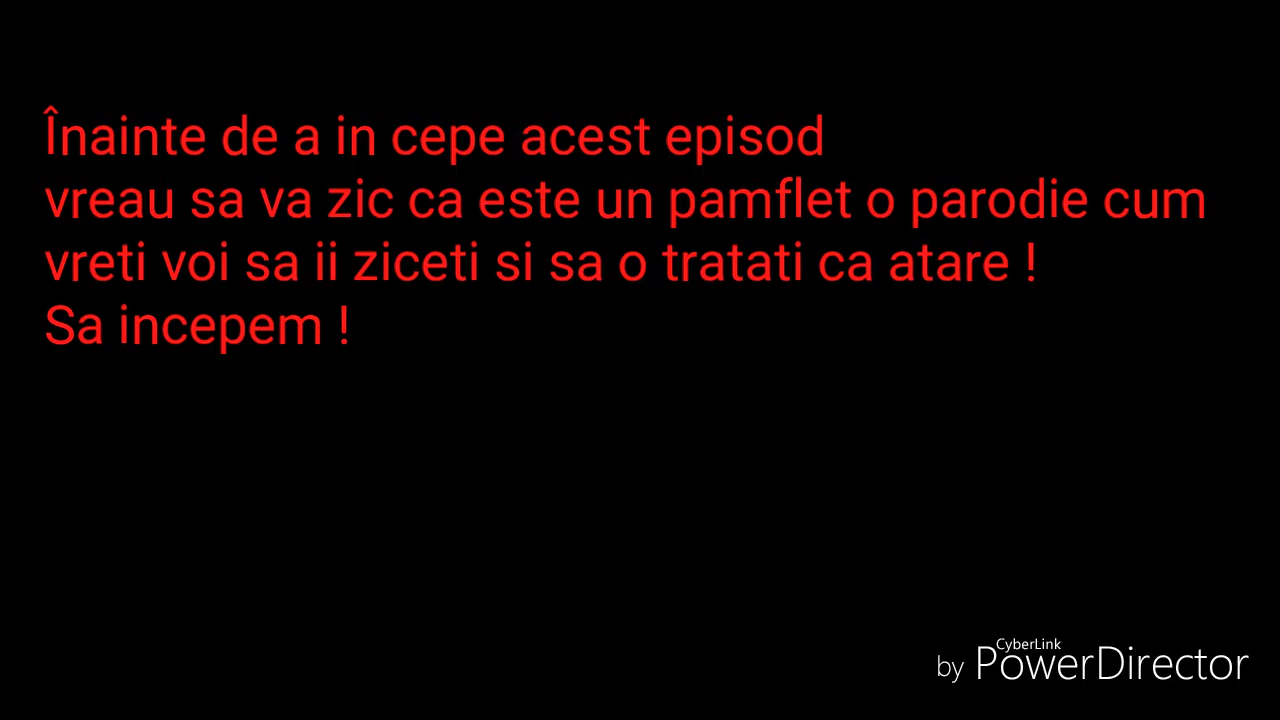 Înainte de a in cepe acest episod
vreau sa va zic ca este un pamflet o parodie cum
vreti voi sa ii ziceti si sa o tratati ca atare !
Sa incepem !
CyberLink
by PowerDirector